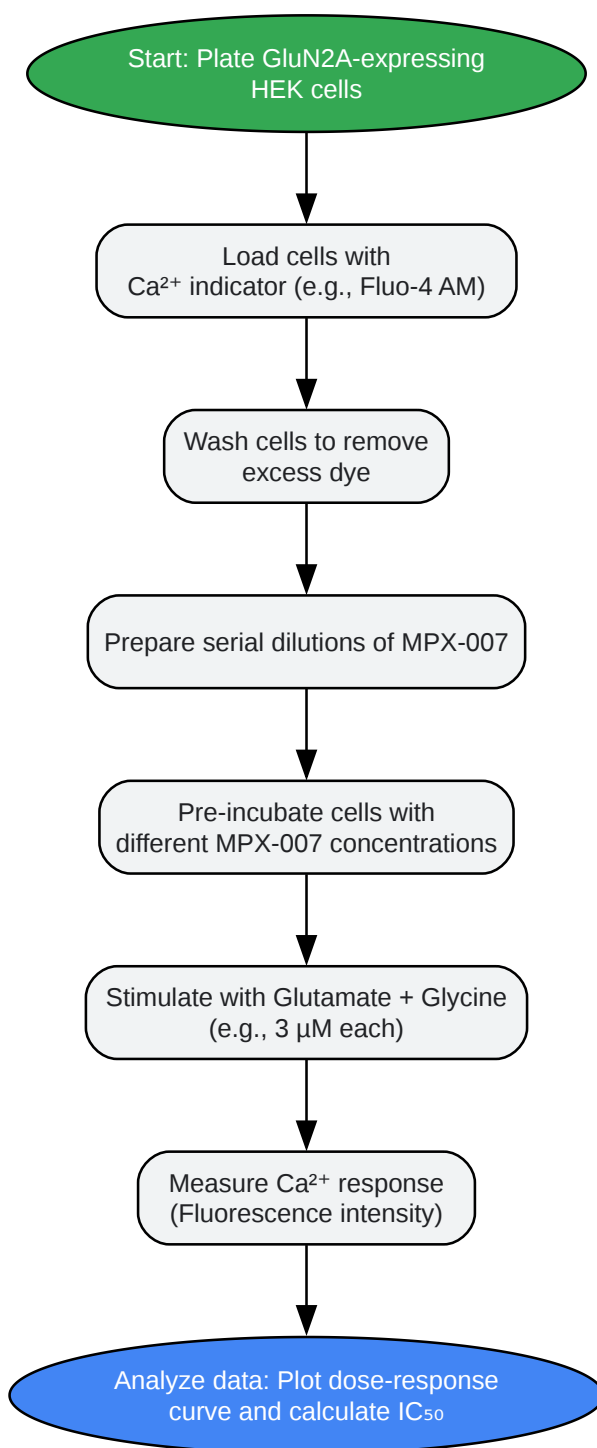 Start: Plate GluN2A-expressing
HEK cells
Load cells with
Ca²⁺ indicator (e.g., Fluo-4 AM)
Wash cells to remove
excess dye
Prepare serial dilutions of MPX-007
Pre-incubate cells with
different MPX-007 concentrations
Stimulate with Glutamate + Glycine
(e.g., 3 µM each)
Measure Ca²⁺ response
(Fluorescence intensity)
Analyze data: Plot dose-response
curve and calculate IC₅₀